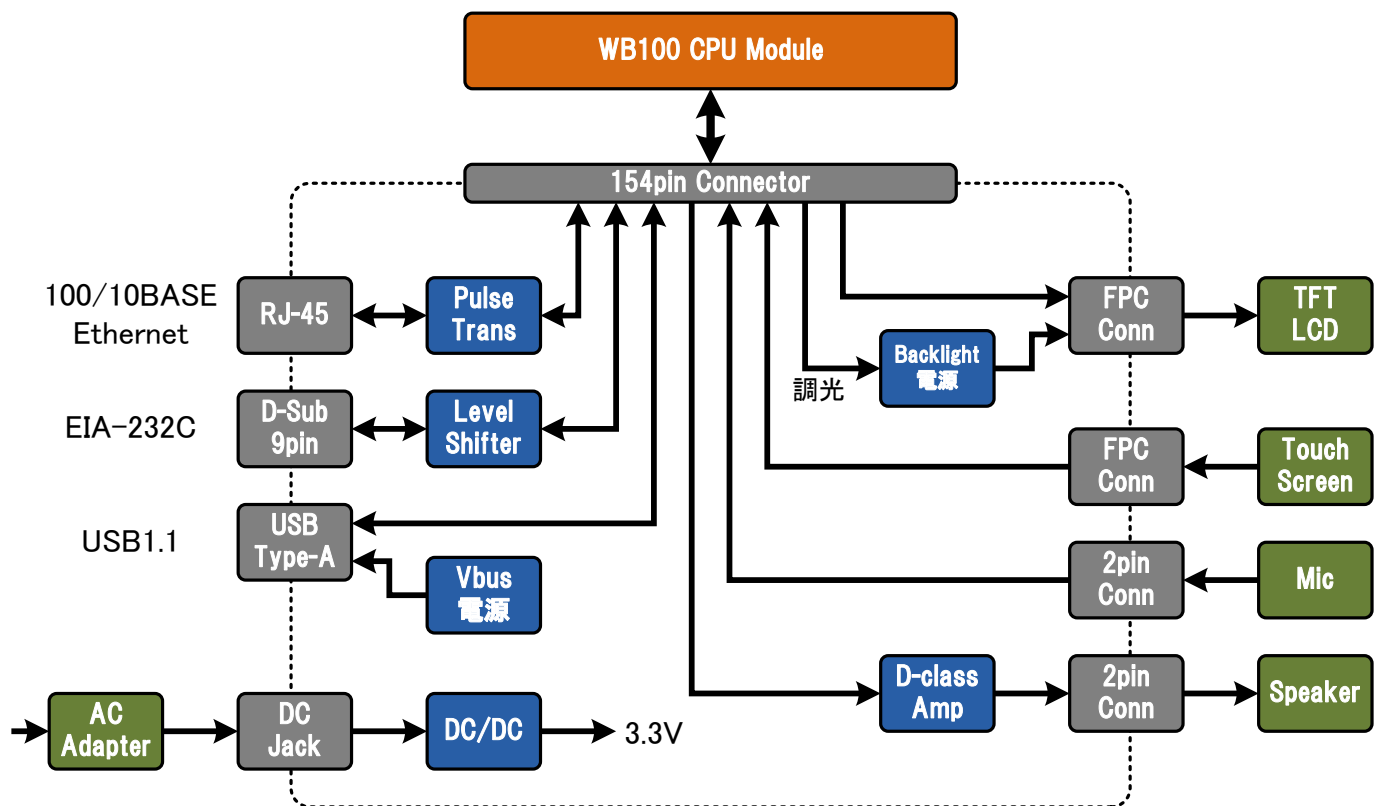 WB100 CPU Module
154pin Connector
100/10BASE
Ethernet
RJ-45
Pulse
Trans
FPC
Conn
TFT
LCD
Backlight
電源
調光
EIA-232C
D-Sub
9pin
Level
Shifter
FPC
Conn
Touch
Screen
USB1.1
USB
Type-A
Vbus
電源
2pin
Conn
Mic
D-class
Amp
2pin
Conn
Speaker
AC
Adapter
DC
Jack
DC/DC
3.3V